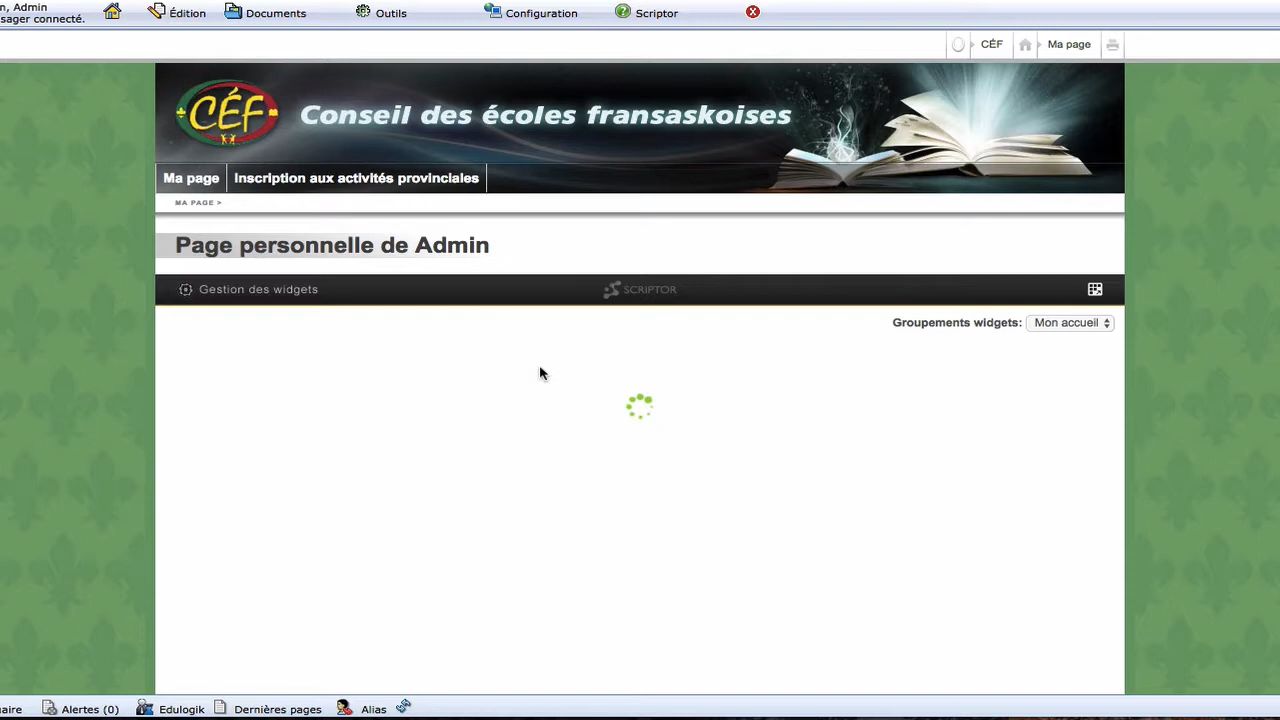 n, Admin
sager connecté.
Édition
Documents
Outils
Configuration
Scriptor
CÉF
Ma page
CÉF
Conseil des écoles fransaskoises
Ma page
Inscription aux activités provinciales
MA PAGE >
Page personnelle de Admin
Gestion des widgets
SCRIPTOR
Groupements widgets:
Mon accueil
naire
Alertes (0)
Edulogik
Dernières pages
Alias